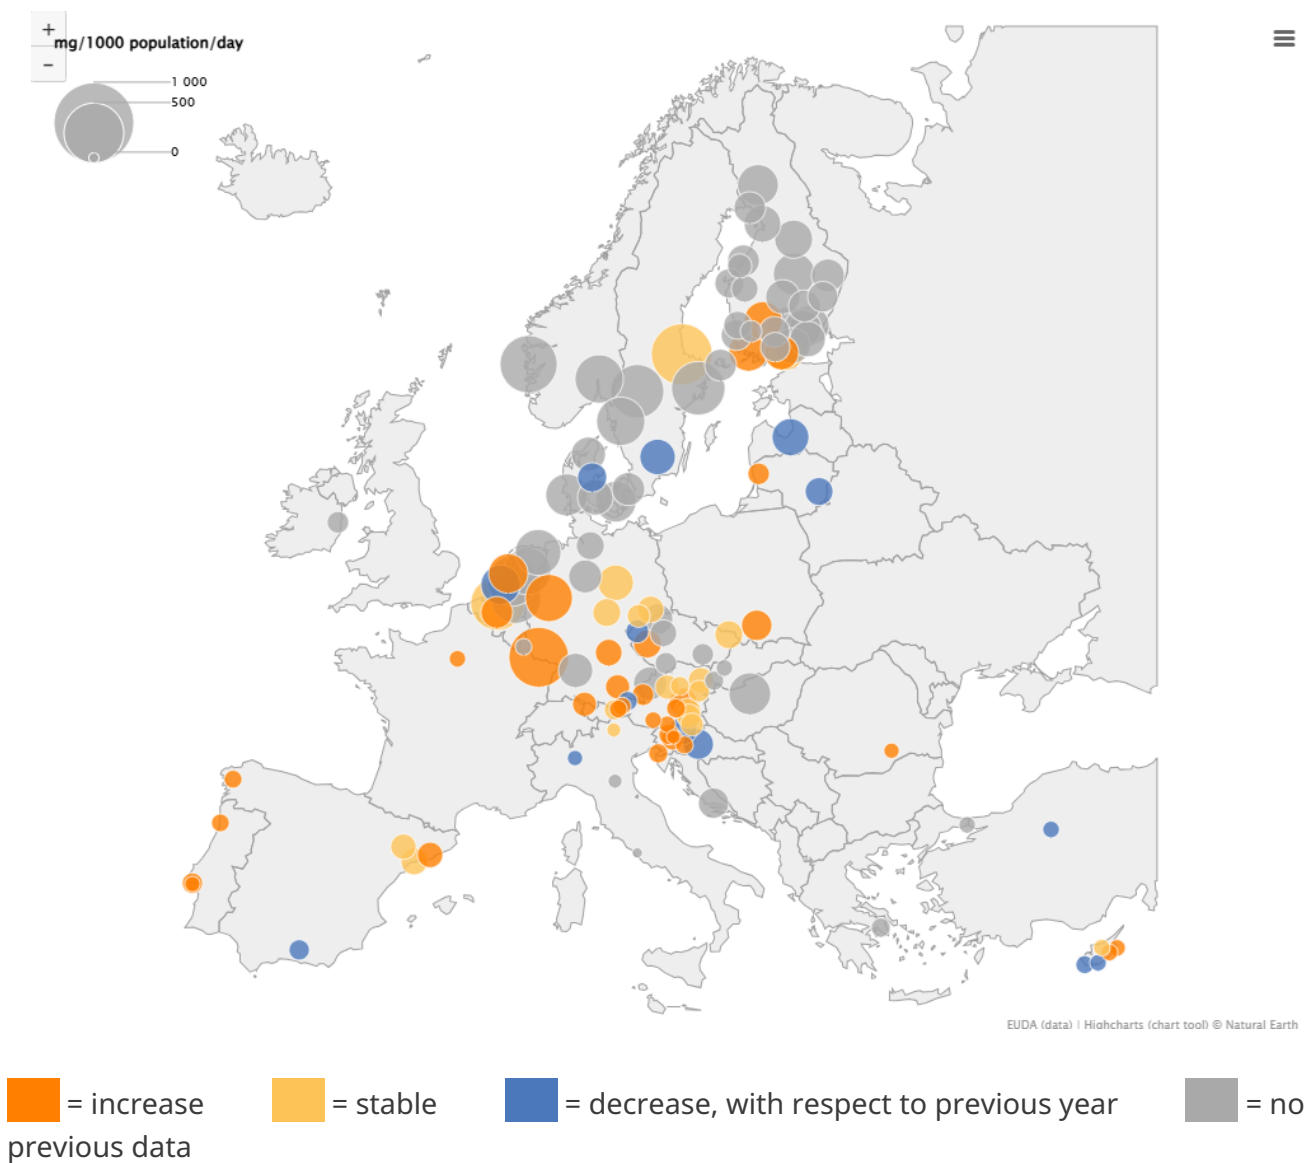 +
mg/1000 population/day
−
1 000
500
0
EUDA (data) | Highcharts (chart tool) © Natural Earth
= increase = stable = decrease, with respect to previous year = no
previous data